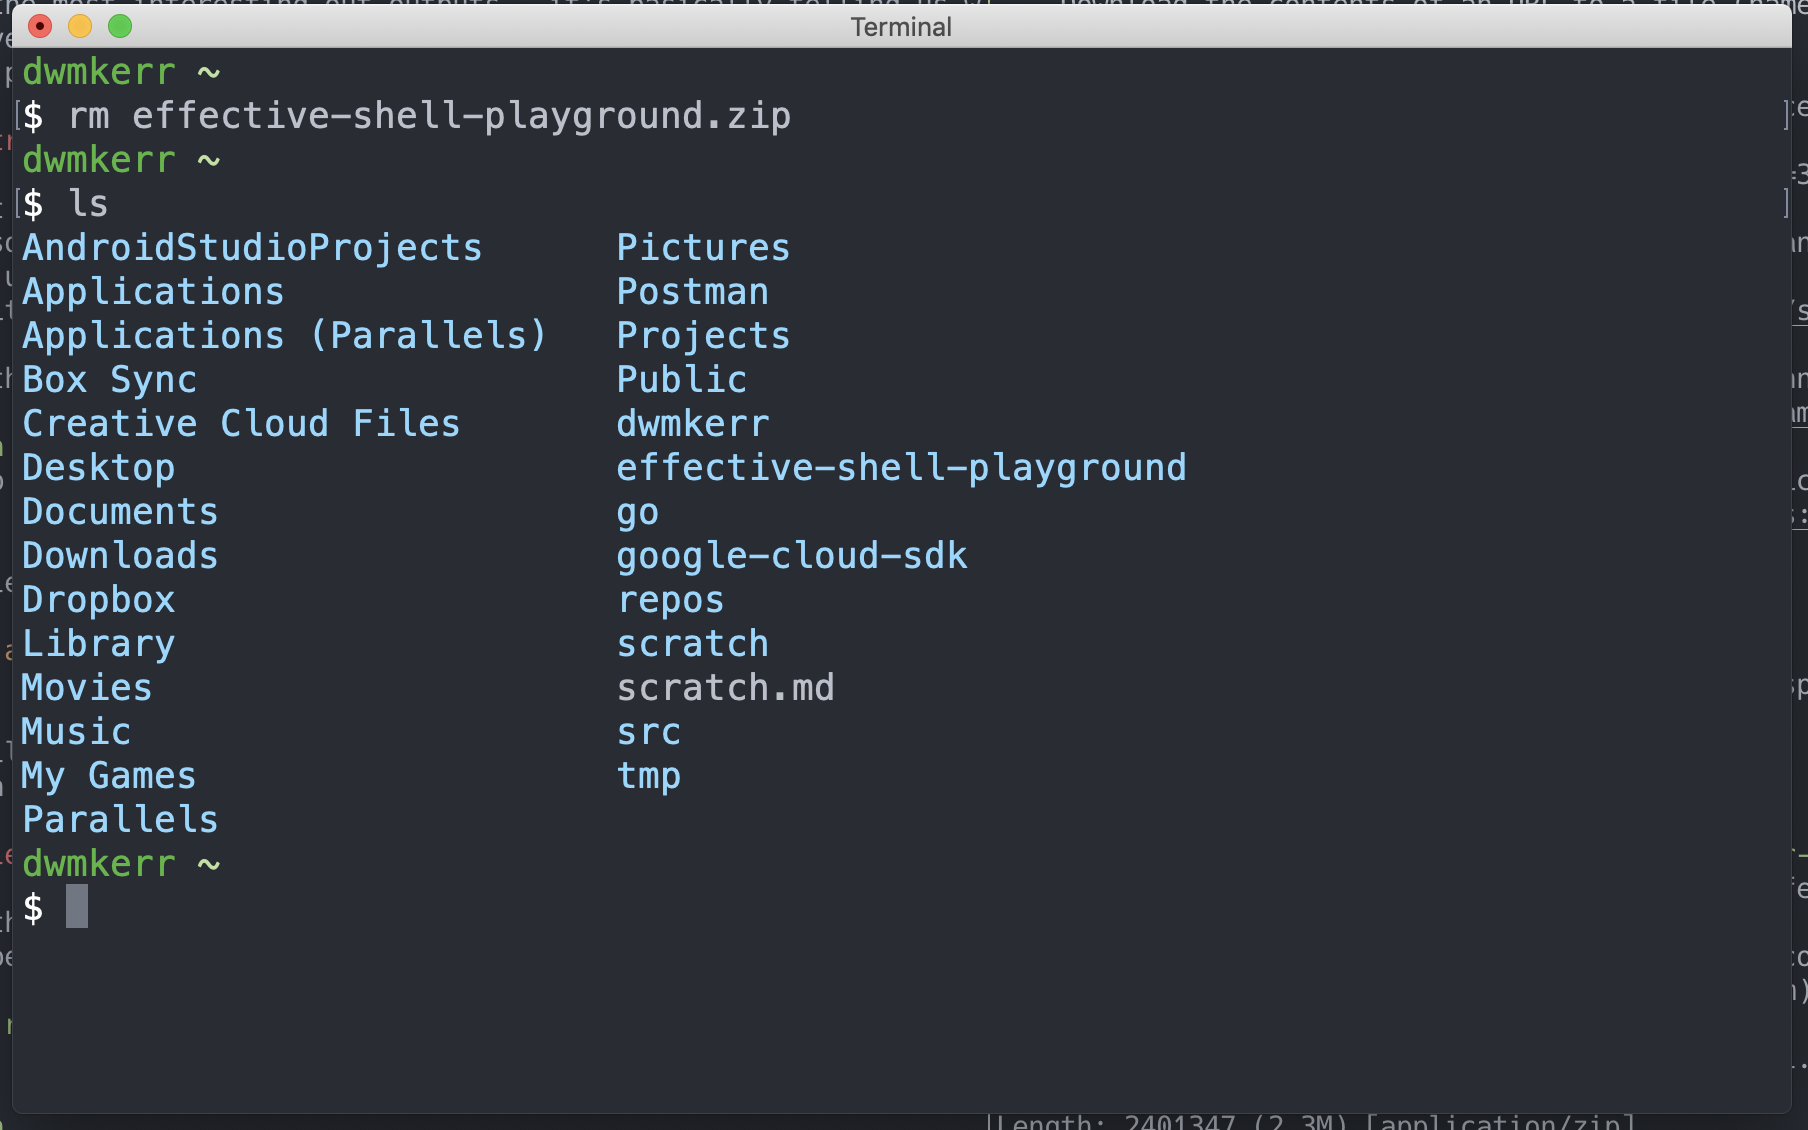 Terminal
dwmkerr ~
$ rm effective-shell-playground.zip
dwmkerr ~
$ ls
AndroidStudioProjects Pictures
Applications Postman
Applications (Parallels) Projects
Box Sync Public
Creative Cloud Files dwmkerr
Desktop effective-shell-playground
Documents go
Downloads google-cloud-sdk
Dropbox repos
Library scratch
Movies scratch.md
Music src
My Games tmp
Parallels
dwmkerr ~
$
Length: 2401347 (2.3M) [application/zip]